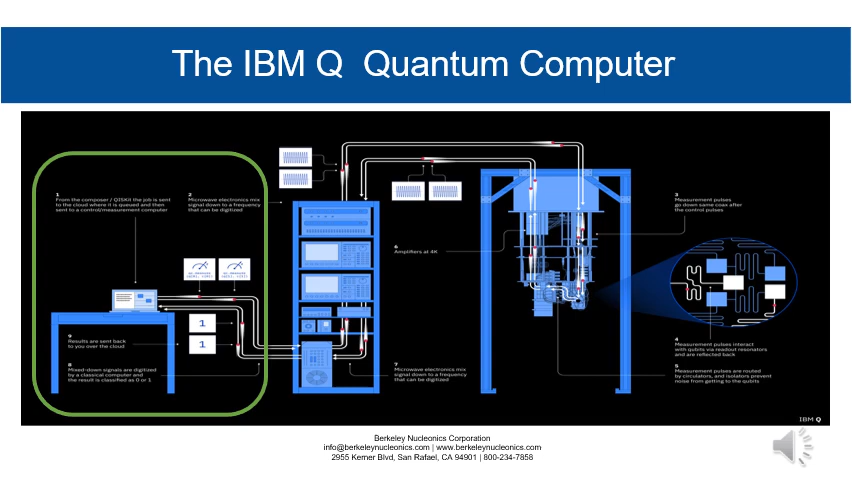 The IBM Q Quantum Computer
1
From the composer / QISKit the job is sent
to the cloud where it is queued and then
sent to a control/measurement computer
2
Microwave electronics mix
signal down to a frequency
that can be digitized
3
Measurement pulses
go down same coax after
the control pulses
6
Amplifiers at 4K
1
1
9
Results are sent back
to you over the cloud
8
Mixed-down signals are digitized
by a classical computer and
the result is classified as 0 or 1
7
Microwave electronics mix
signal down to a frequency
that can be digitized
4
Measurement pulses interact
with qubits via readout resonators
and are reflected back
5
Measurement pulses are routed
by circulators, and isolators prevent
noise from getting to the qubits
IBM Q
Berkeley Nucleonics Corporation
info@berkeleynucleonics.com | www.berkeleynucleonics.com
2955 Kerner Blvd, San Rafael, CA 94901 | 800-234-7858